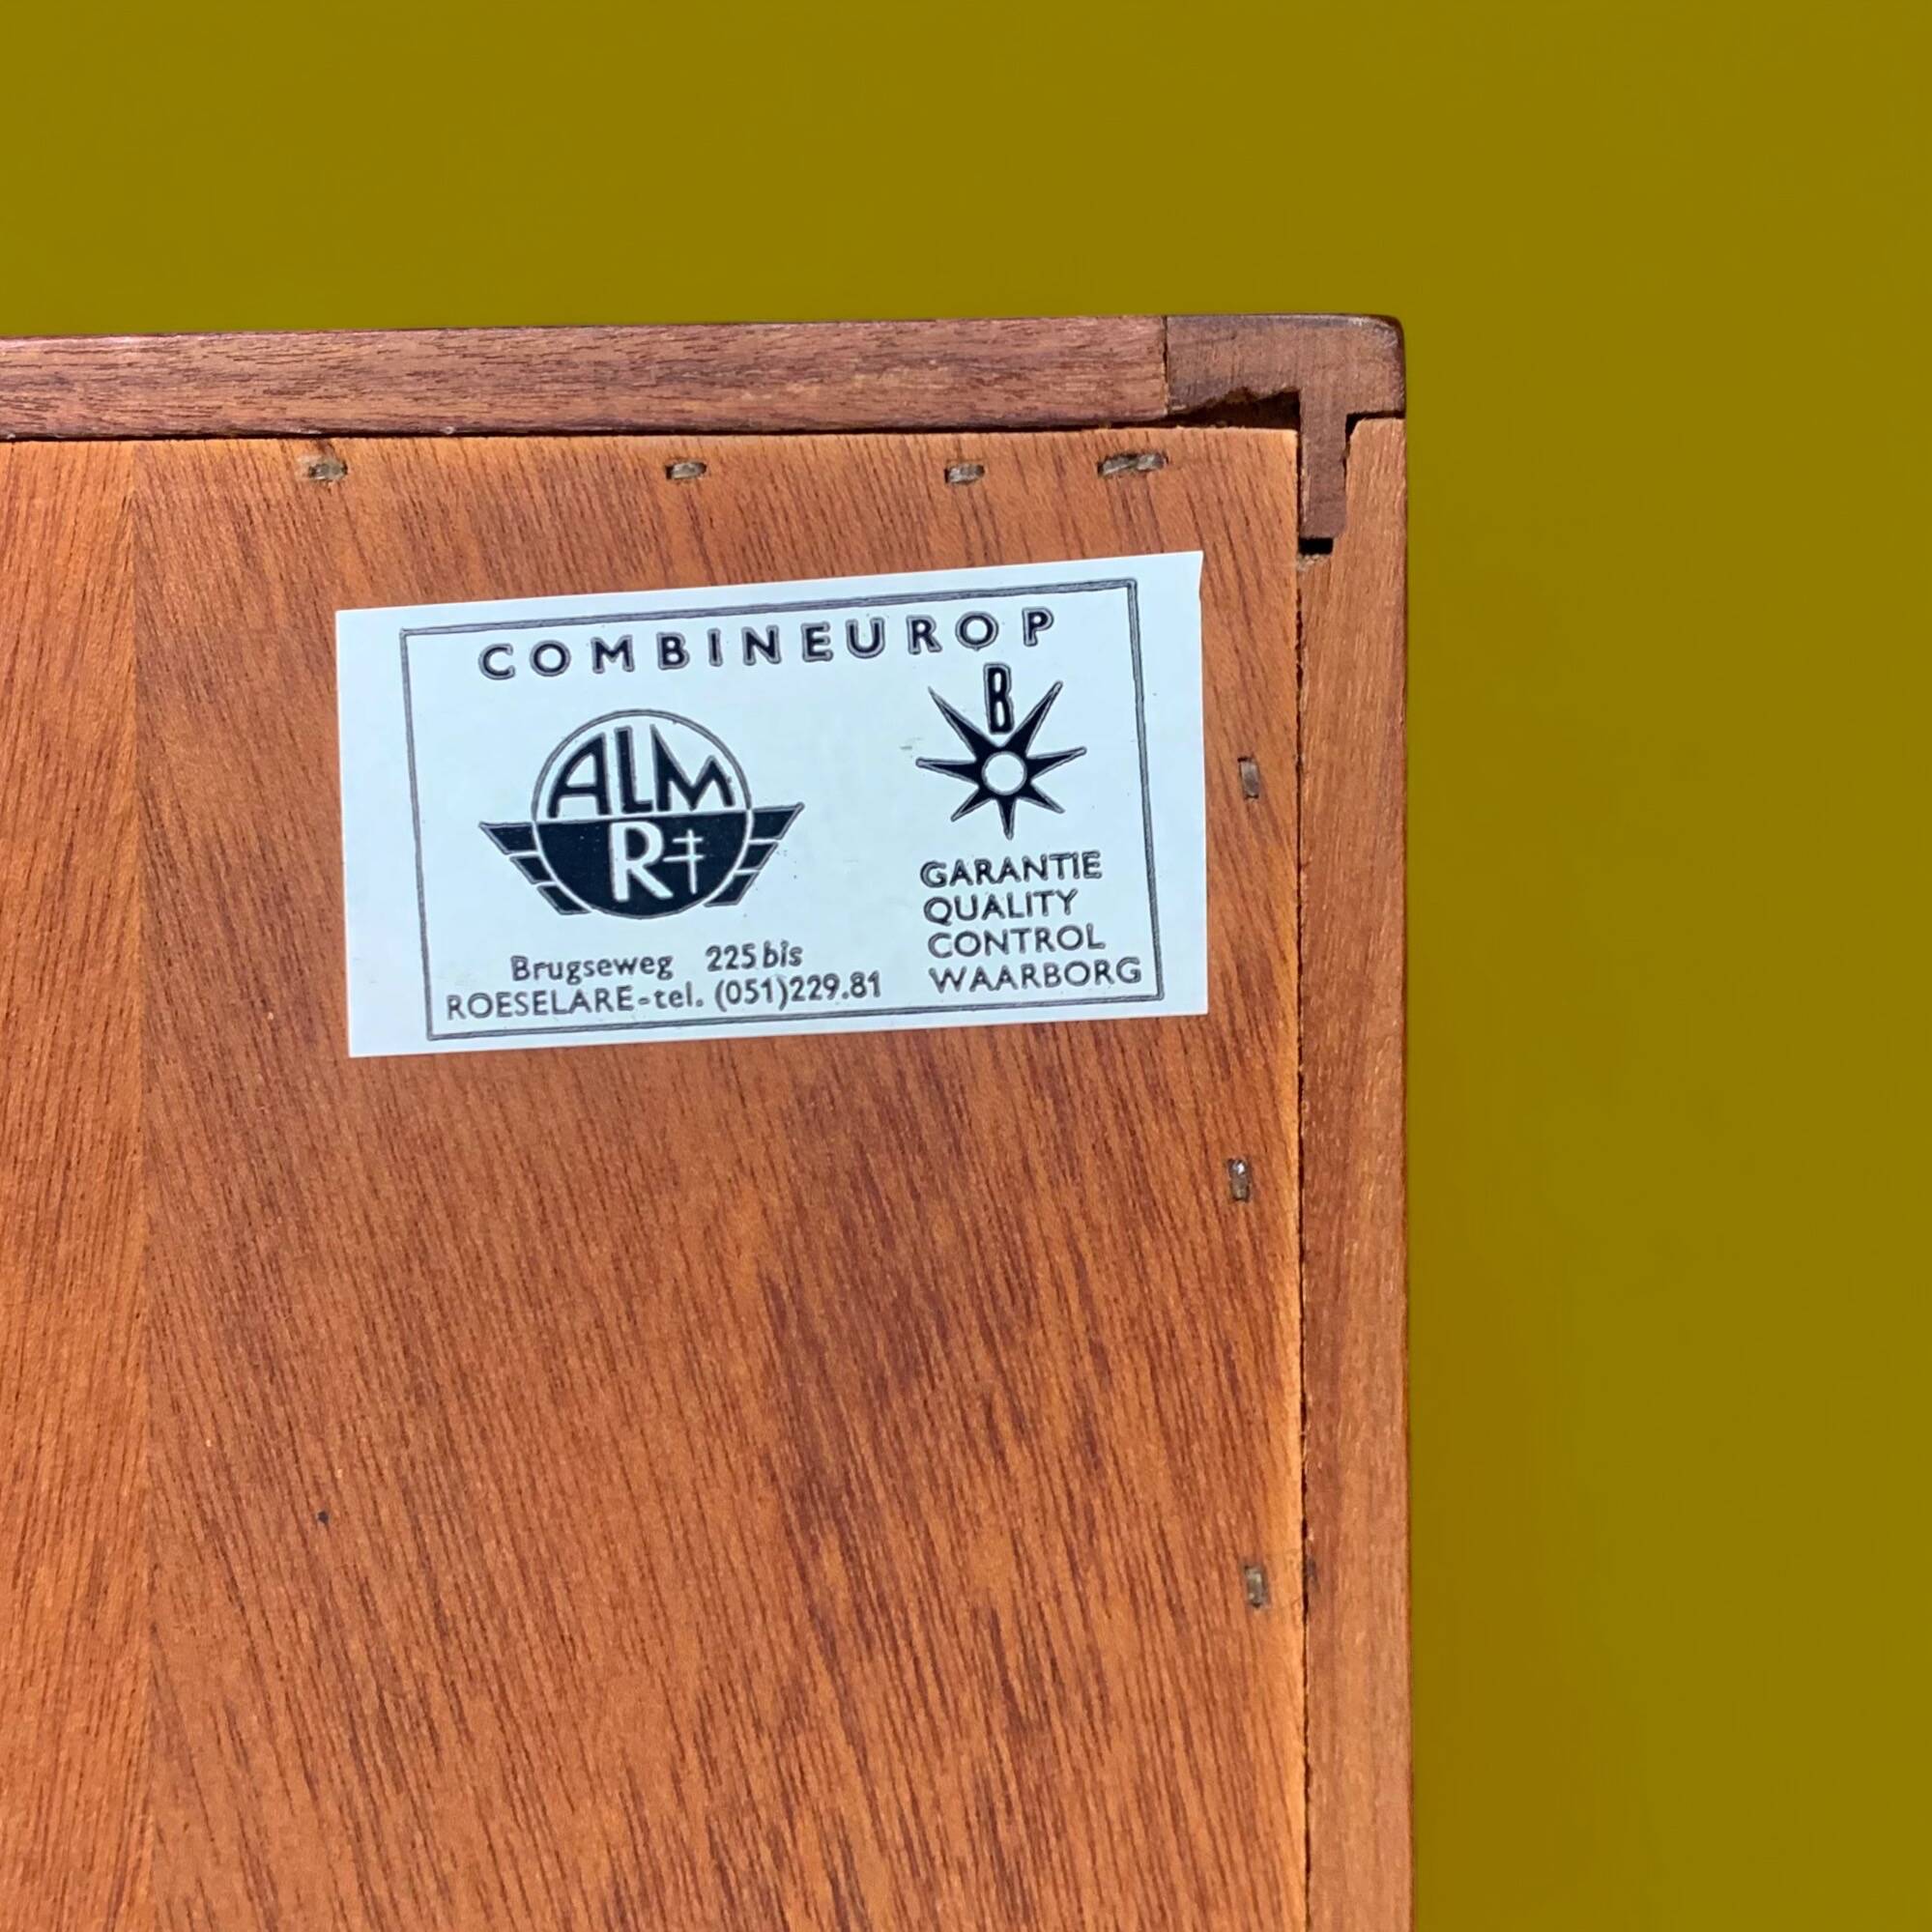 COMBINEUROP
ALM
R
B
Brugseweg 225 bis
ROESELARE-tel. (051)229.81
GARANTIE
QUALITY
CONTROL
WAARBORG